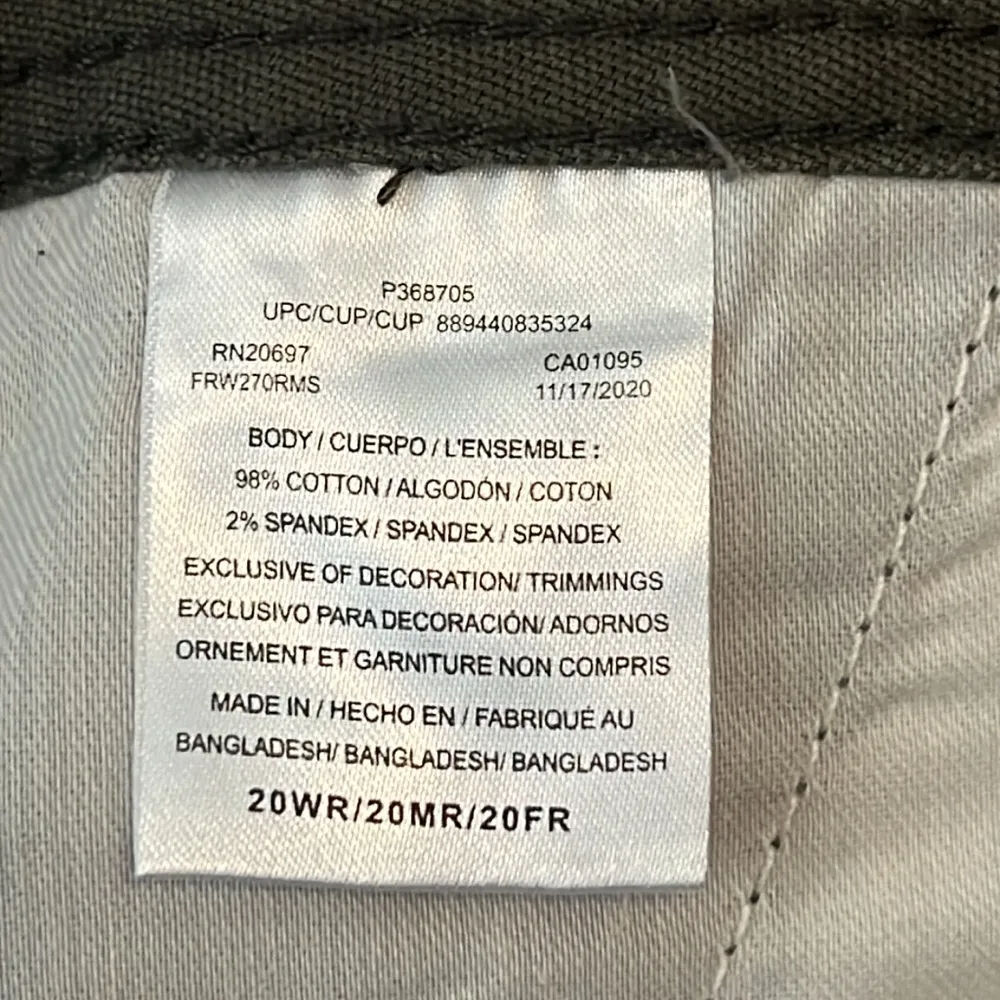 P368705
UPC/CUP/CUP 889440835324
RN20697 CA01095
FRW270RMS 11/17/2020
BODY / CUERPO / L'ENSEMBLE :
98% COTTON / ALGODÓN / COTON
2% SPANDEX / SPANDEX / SPANDEX
EXCLUSIVE OF DECORATION/ TRIMMINGS
EXCLUSIVO PARA DECORACIÓN/ ADORNOS
ORNEMENT ET GARNITURE NON COMPRIS
MADE IN / HECHO EN / FABRIQUÉ AU
BANGLADESH/ BANGLADESH/ BANGLADESH
20WR/20MR/20FR